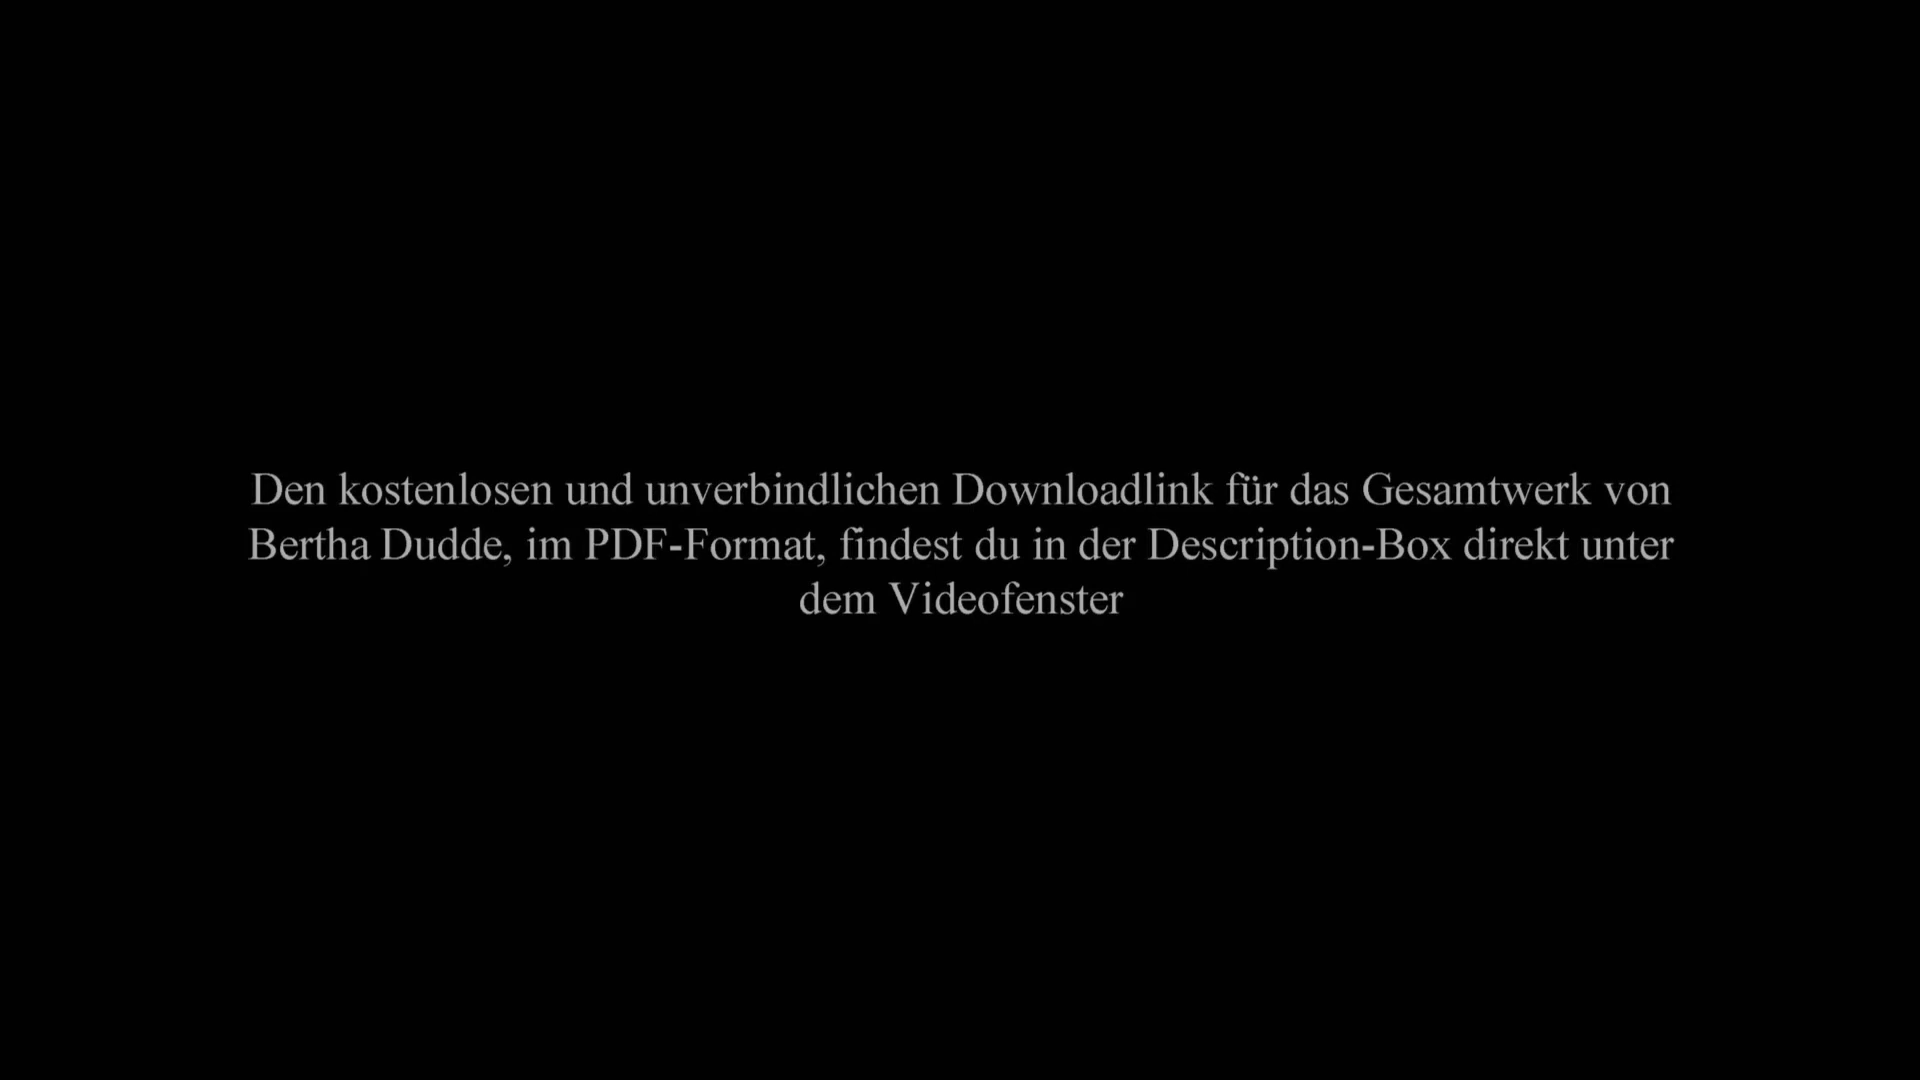 Den kostenlosen und unverbindlichen Downloadlink für das Gesamtwerk von
Bertha Dudde, im PDF-Format, findest du in der Description-Box direkt unter
dem Videofenster